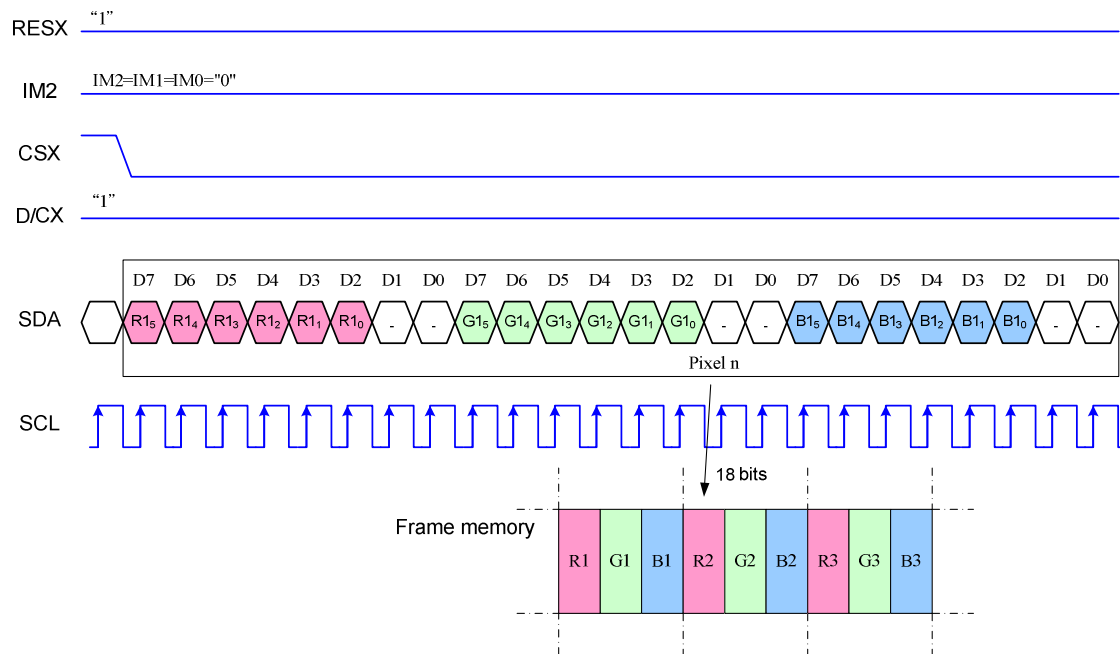 RESX “1”
IM2 IM2=IM1=IM0="0"
CSX
D/CX “1”
D7 D6 D5 D4 D3 D2 D1 D0 D7 D6 D5 D4 D3 D2 D1 D0 D7 D6 D5 D4 D3 D2 D1 D0
SDA R1₅ R1₄ R1₃ R1₂ R1₁ R1₀ - - G1₅ G1₄ G1₃ G1₂ G1₁ G1₀ - - B1₅ B1₄ B1₃ B1₂ B1₁ B1₀ - -
Pixel n
SCL
18 bits
Frame memory
R1 G1 B1 R2 G2 B2 R3 G3 B3